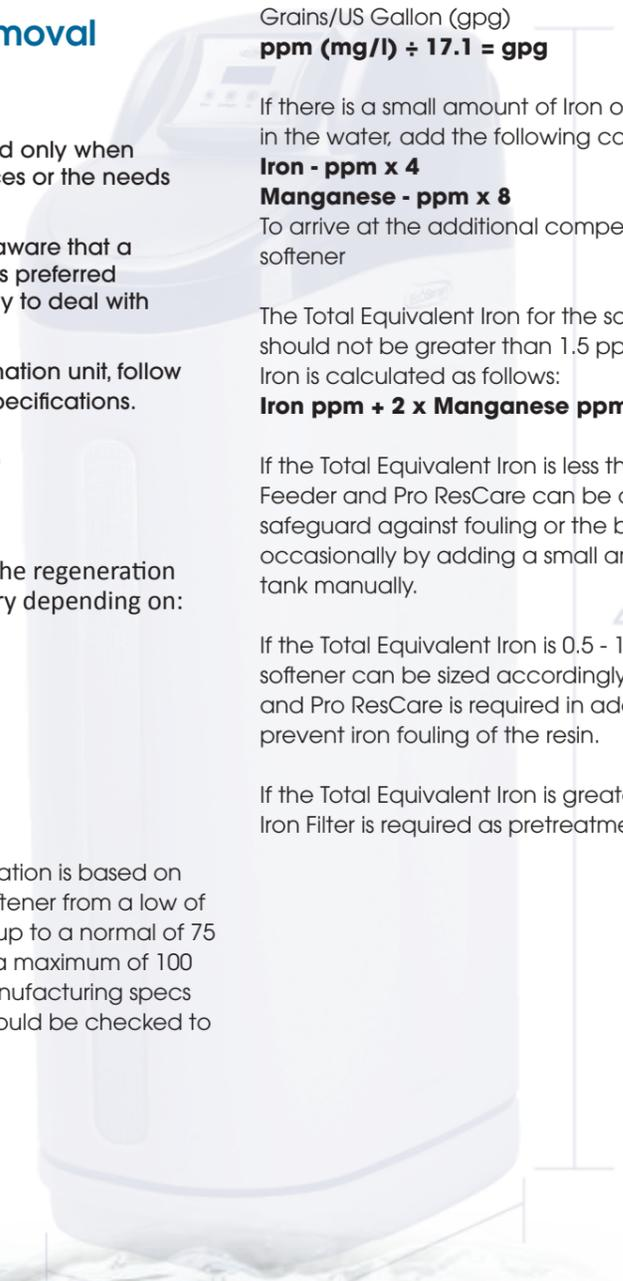 moval
d only when
ces or the needs
aware that a
s preferred
y to deal with
nation unit, follow
pecifications.
he regeneration
ry depending on:
ation is based on
ftener from a low of
up to a normal of 75
a maximum of 100
nufacturing specs
ould be checked to
Grains/US Gallon (gpg)
ppm (mg/l) ÷ 17.1 = gpg
If there is a small amount of Iron o
in the water, add the following co
Iron - ppm x 4
Manganese - ppm x 8
To arrive at the additional compe
softener
The Total Equivalent Iron for the so
should not be greater than 1.5 pp
Iron is calculated as follows:
Iron ppm + 2 x Manganese ppm
If the Total Equivalent Iron is less th
Feeder and Pro ResCare can be
safeguard against fouling or the b
occasionally by adding a small a
tank manually.
If the Total Equivalent Iron is 0.5 - 1
softener can be sized accordingly
and Pro ResCare is required in ad
prevent iron fouling of the resin.
If the Total Equivalent Iron is great
Iron Filter is required as pretreatme